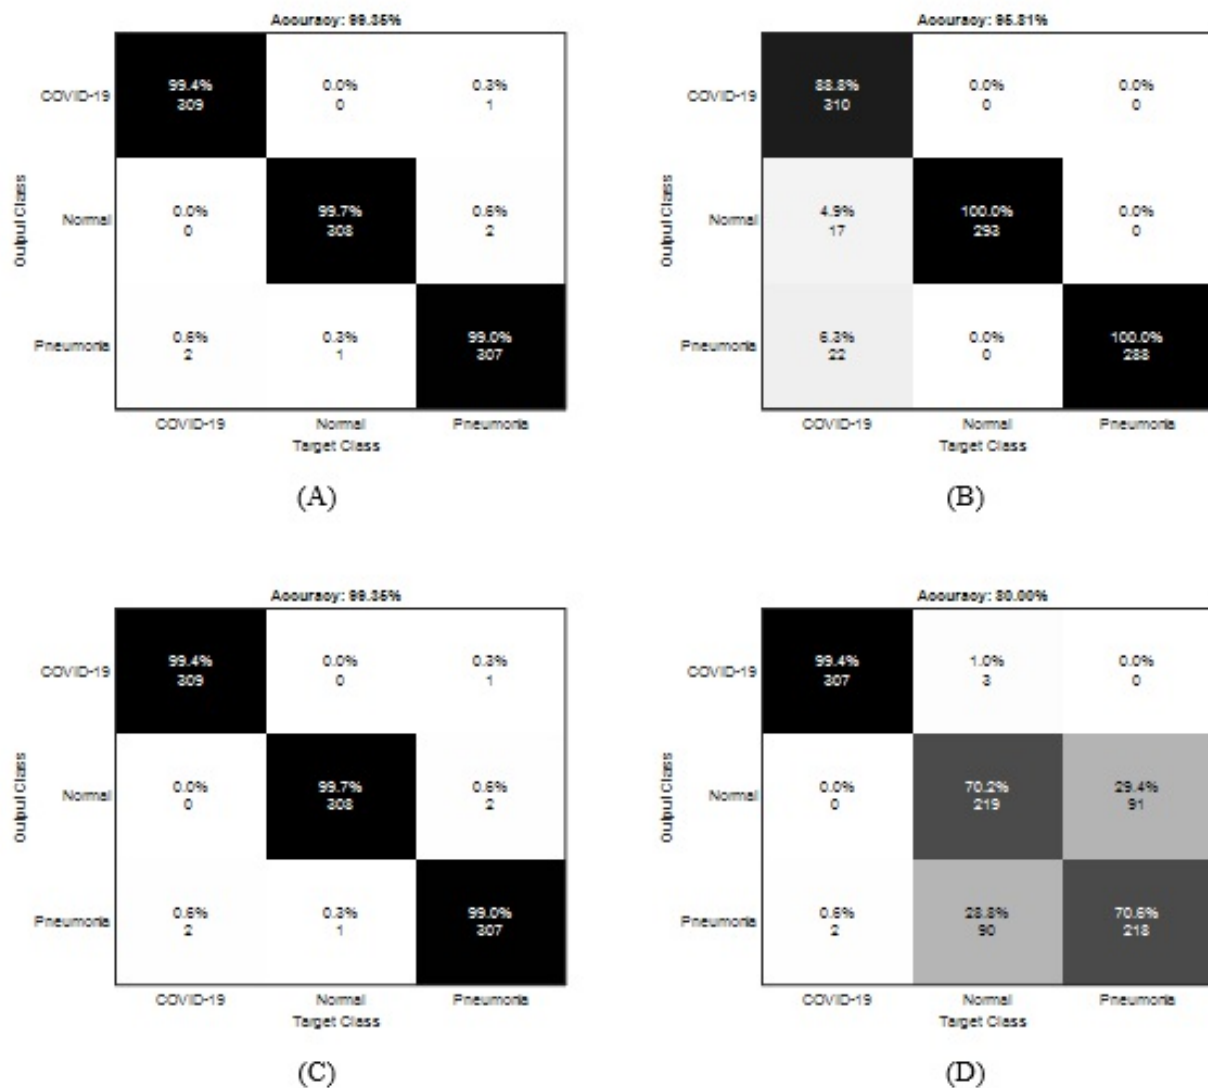 Accuracy: 99.35%
COVID-19
99.4%
309
0.0%
0
0.3%
1
Output Class
Normal
0.0%
0
99.7%
308
0.6%
2
Pneumonia
0.6%
2
0.3%
1
99.0%
307
COVID-19
Normal
Pneumonia
Target Class
(A)
Accuracy: 95.81%
COVID-19
88.8%
310
0.0%
0
0.0%
0
Output Class
Normal
4.9%
17
100.0%
293
0.0%
0
Pneumonia
6.3%
22
0.0%
0
100.0%
288
COVID-19
Normal
Pneumonia
Target Class
(B)
Accuracy: 99.35%
COVID-19
99.4%
309
0.0%
0
0.3%
1
Output Class
Normal
0.0%
0
99.7%
308
0.6%
2
Pneumonia
0.6%
2
0.3%
1
99.0%
307
COVID-19
Normal
Pneumonia
Target Class
(C)
Accuracy: 80.00%
COVID-19
99.4%
307
1.0%
3
0.0%
0
Output Class
Normal
0.0%
0
70.2%
219
29.4%
91
Pneumonia
0.6%
2
28.8%
90
70.6%
218
COVID-19
Normal
Pneumonia
Target Class
(D)